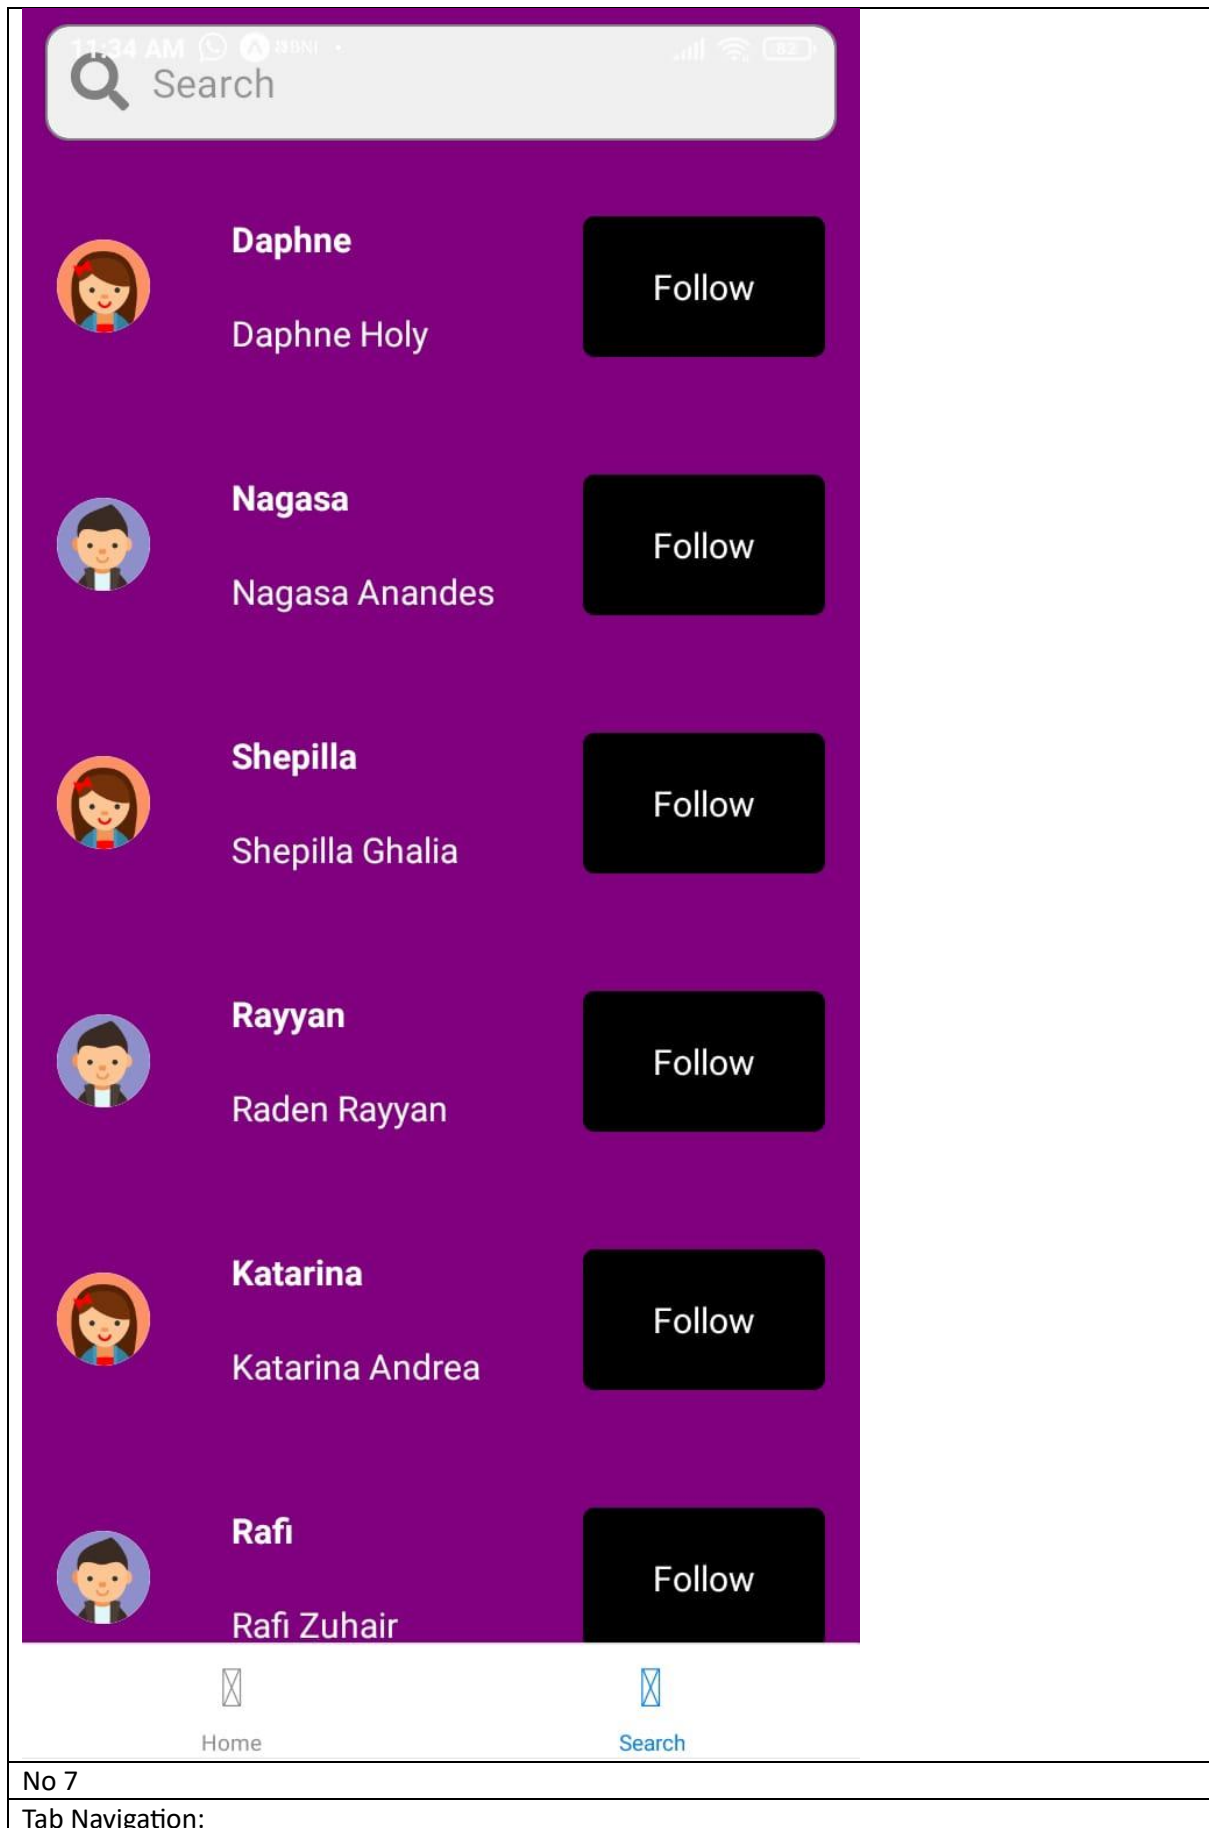 11:34 AM
82
Search
Daphne
Follow
Daphne Holy
Nagasa
Follow
Nagasa Anandes
Shepilla
Follow
Shepilla Ghalia
Rayyan
Follow
Raden Rayyan
Katarina
Follow
Katarina Andrea
Rafi
Follow
Rafi Zuhair
Home Search
No 7
Tab Navigation: